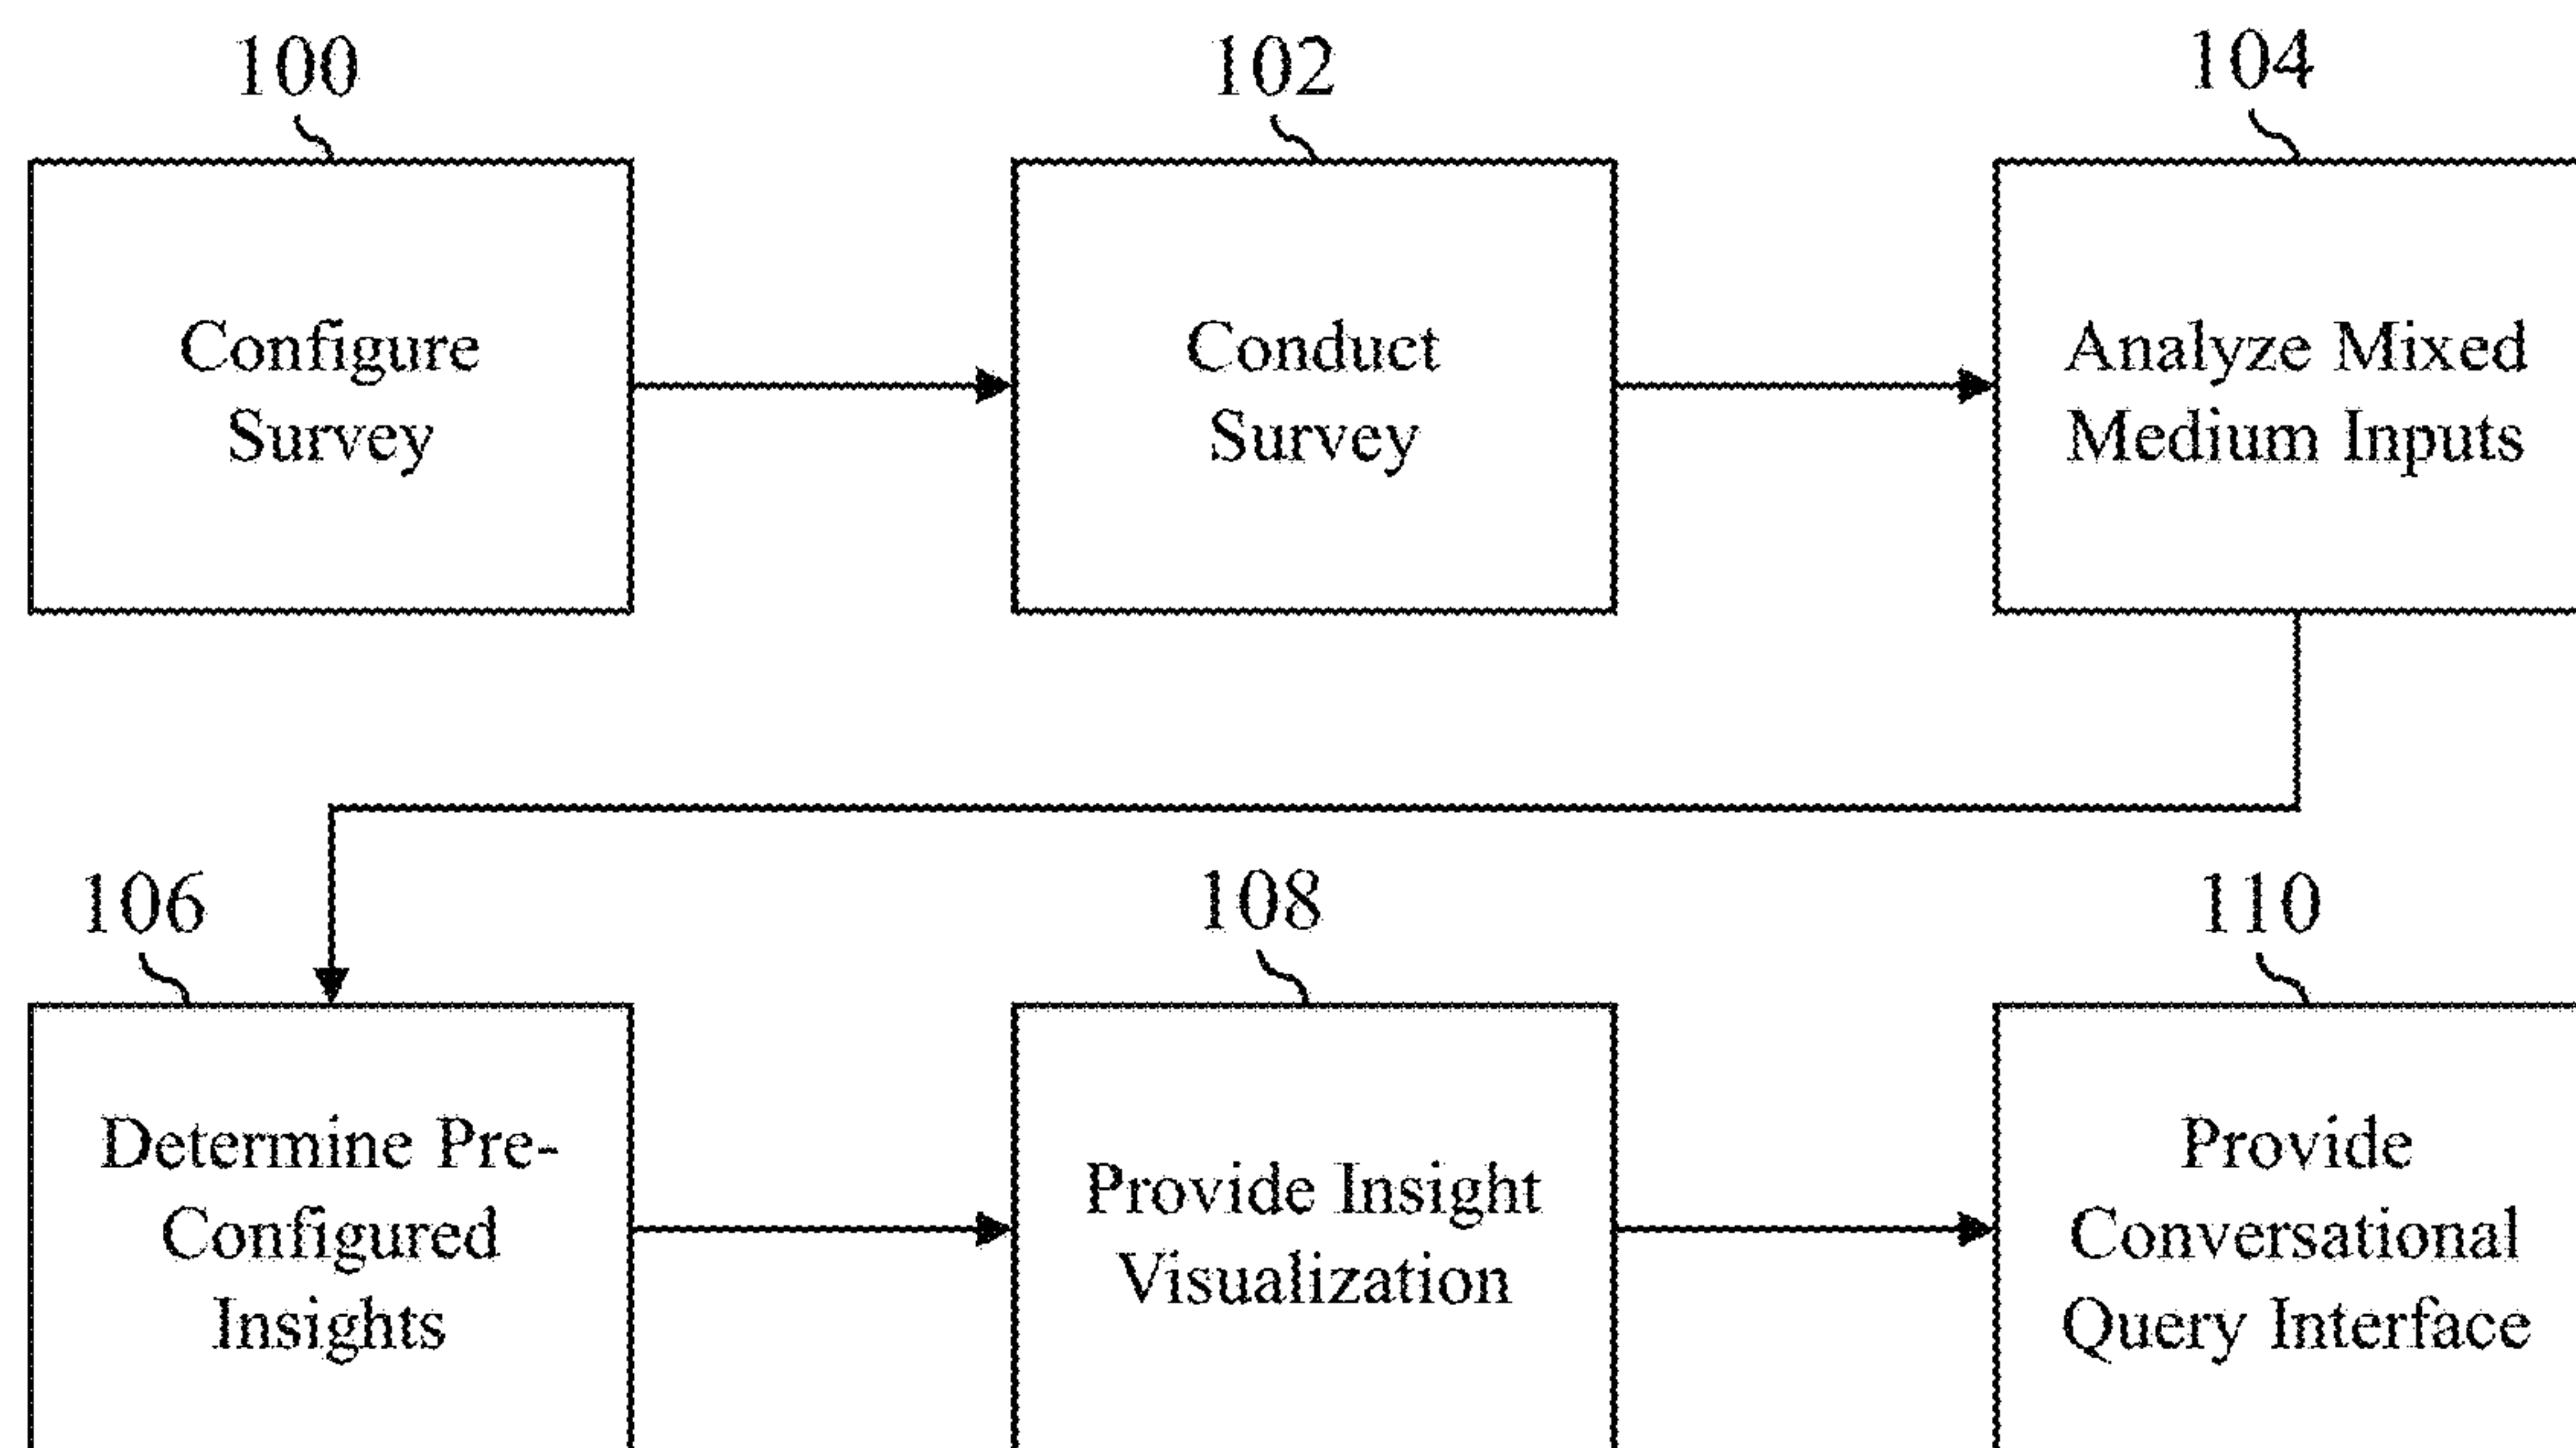 100
Configure
Survey
102
Conduct
Survey
104
Analyze Mixed
Medium Inputs
106
Determine Pre-
Configured
Insights
108
Provide Insight
Visualization
110
Provide
Conversational
Query Interface